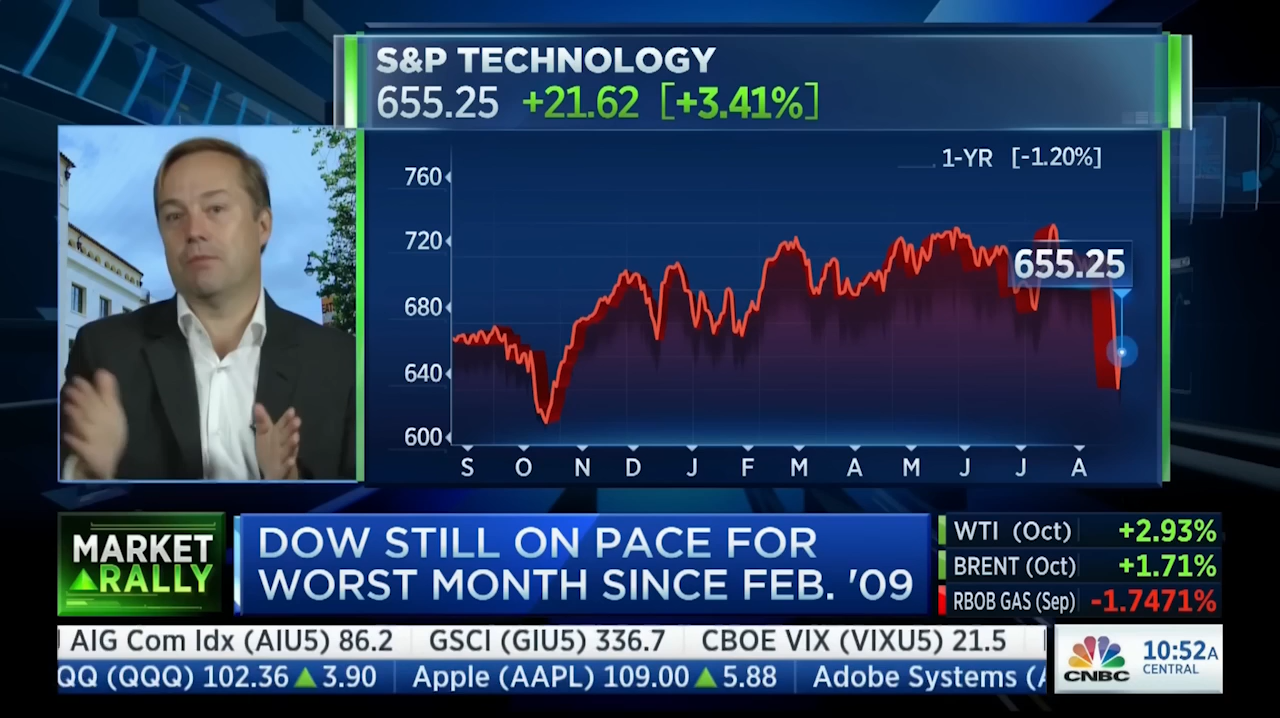 S&P TECHNOLOGY
655.25 +21.62 [+3.41%]
1-YR [-1.20%]
760
720
680
640
600
655.25
S O N D J F M A M J J A
MARKET
RALLY
DOW STILL ON PACE FOR
WORST MONTH SINCE FEB. '09
WTI (Oct) +2.93%
BRENT (Oct) +1.71%
RBOB GAS (Sep) -1.7471%
AIG Com Idx (AIU5) 86.2 GSCI (GIU5) 336.7 CBOE VIX (VIXU5) 21.5
QQ (QQQ) 102.36 ▲ 3.90 Apple (AAPL) 109.00 ▲ 5.88 Adobe Systems (A
CNBC
10:52A
CENTRAL